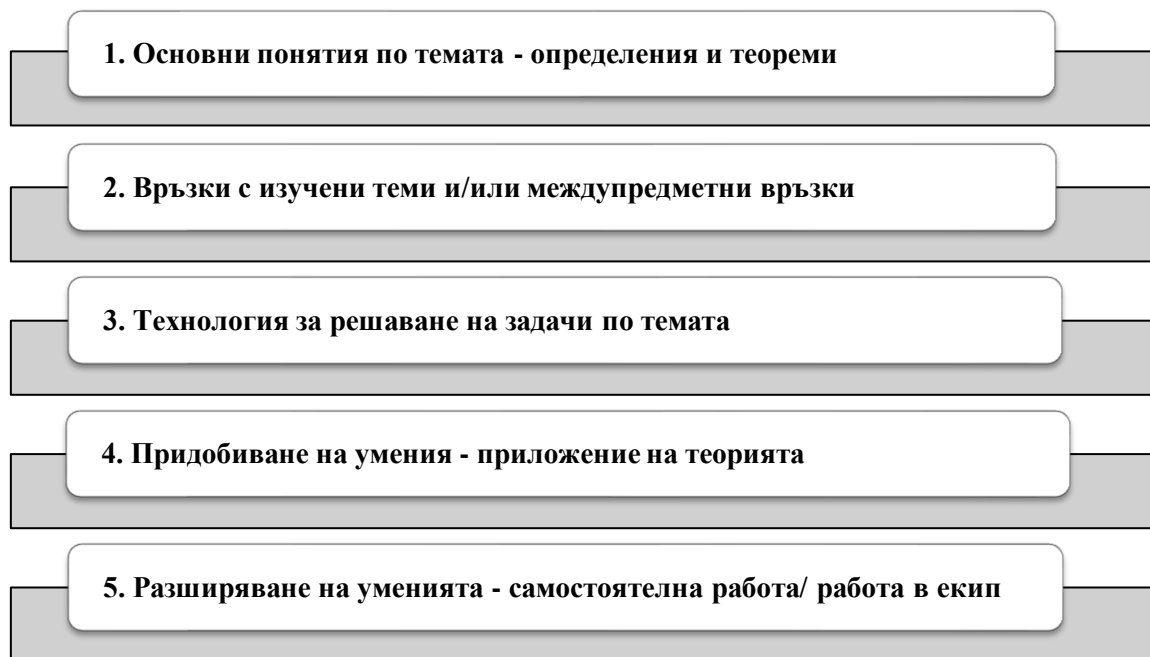 1. Основни понятия по темата - определения и теореми
2. Връзки с изучени теми и/или междупредметни връзки
3. Технология за решаване на задачи по темата
4. Придобиване на умения - приложение на теорията
5. Разширяване на уменията - самостоятелна работа/ работа в екип